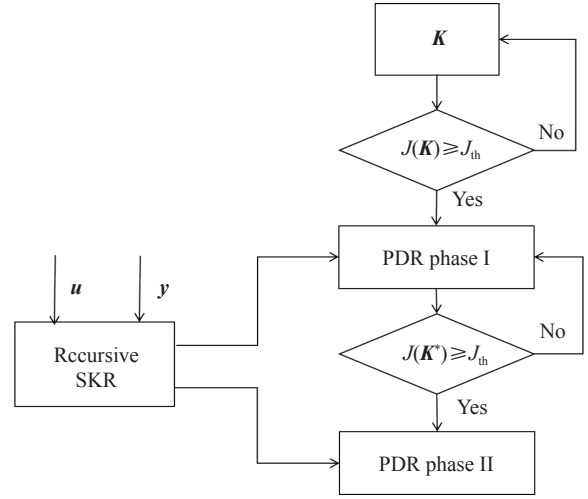 K
J(K)⩾J_th
No
Yes
PDR phase I
u
y
Rccursive
SKR
No
J(K*)⩾J_th
Yes
PDR phase II